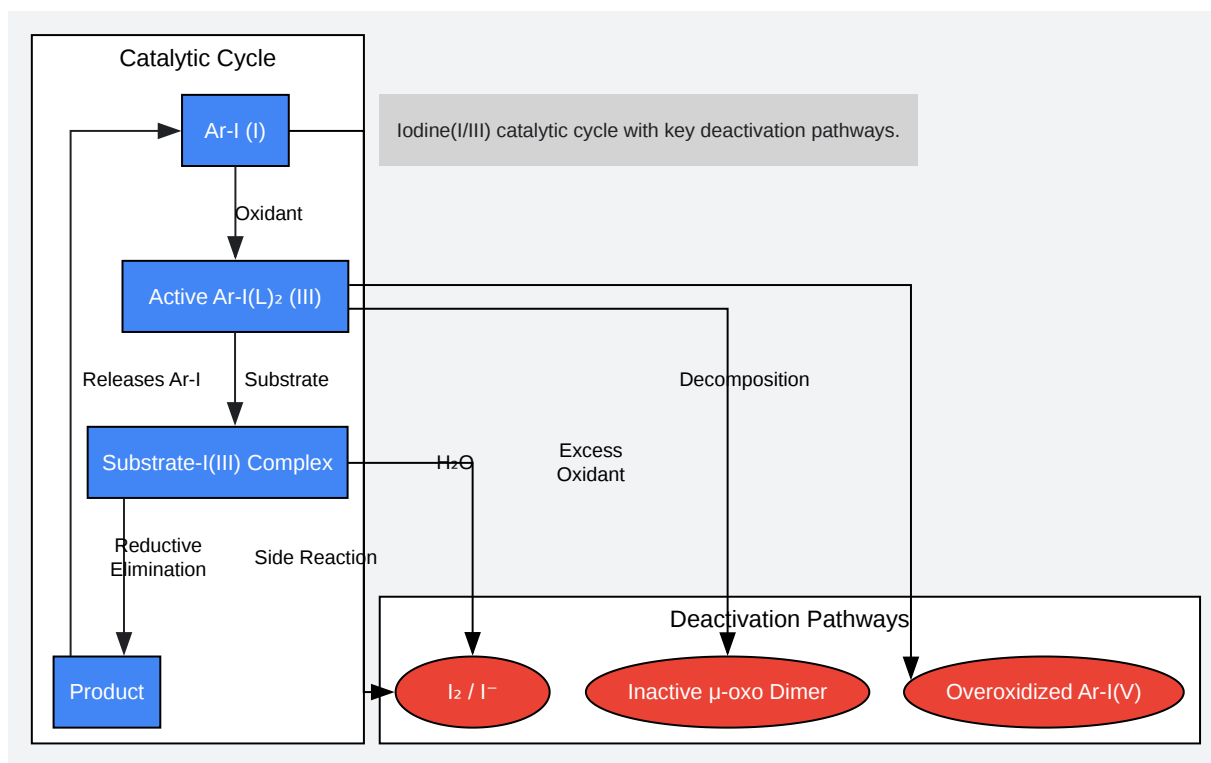 Catalytic Cycle
Ar-I (I)
Iodine(I/III) catalytic cycle with key deactivation pathways.
Oxidant
Active Ar-I(L)₂ (III)
Releases Ar-I
Substrate
Decomposition
Substrate-I(III) Complex
H₂O
Excess
Oxidant
Reductive
Elimination
Side Reaction
Deactivation Pathways
Product
I₂ / I⁻
Inactive μ-oxo Dimer
Overoxidized Ar-I(V)